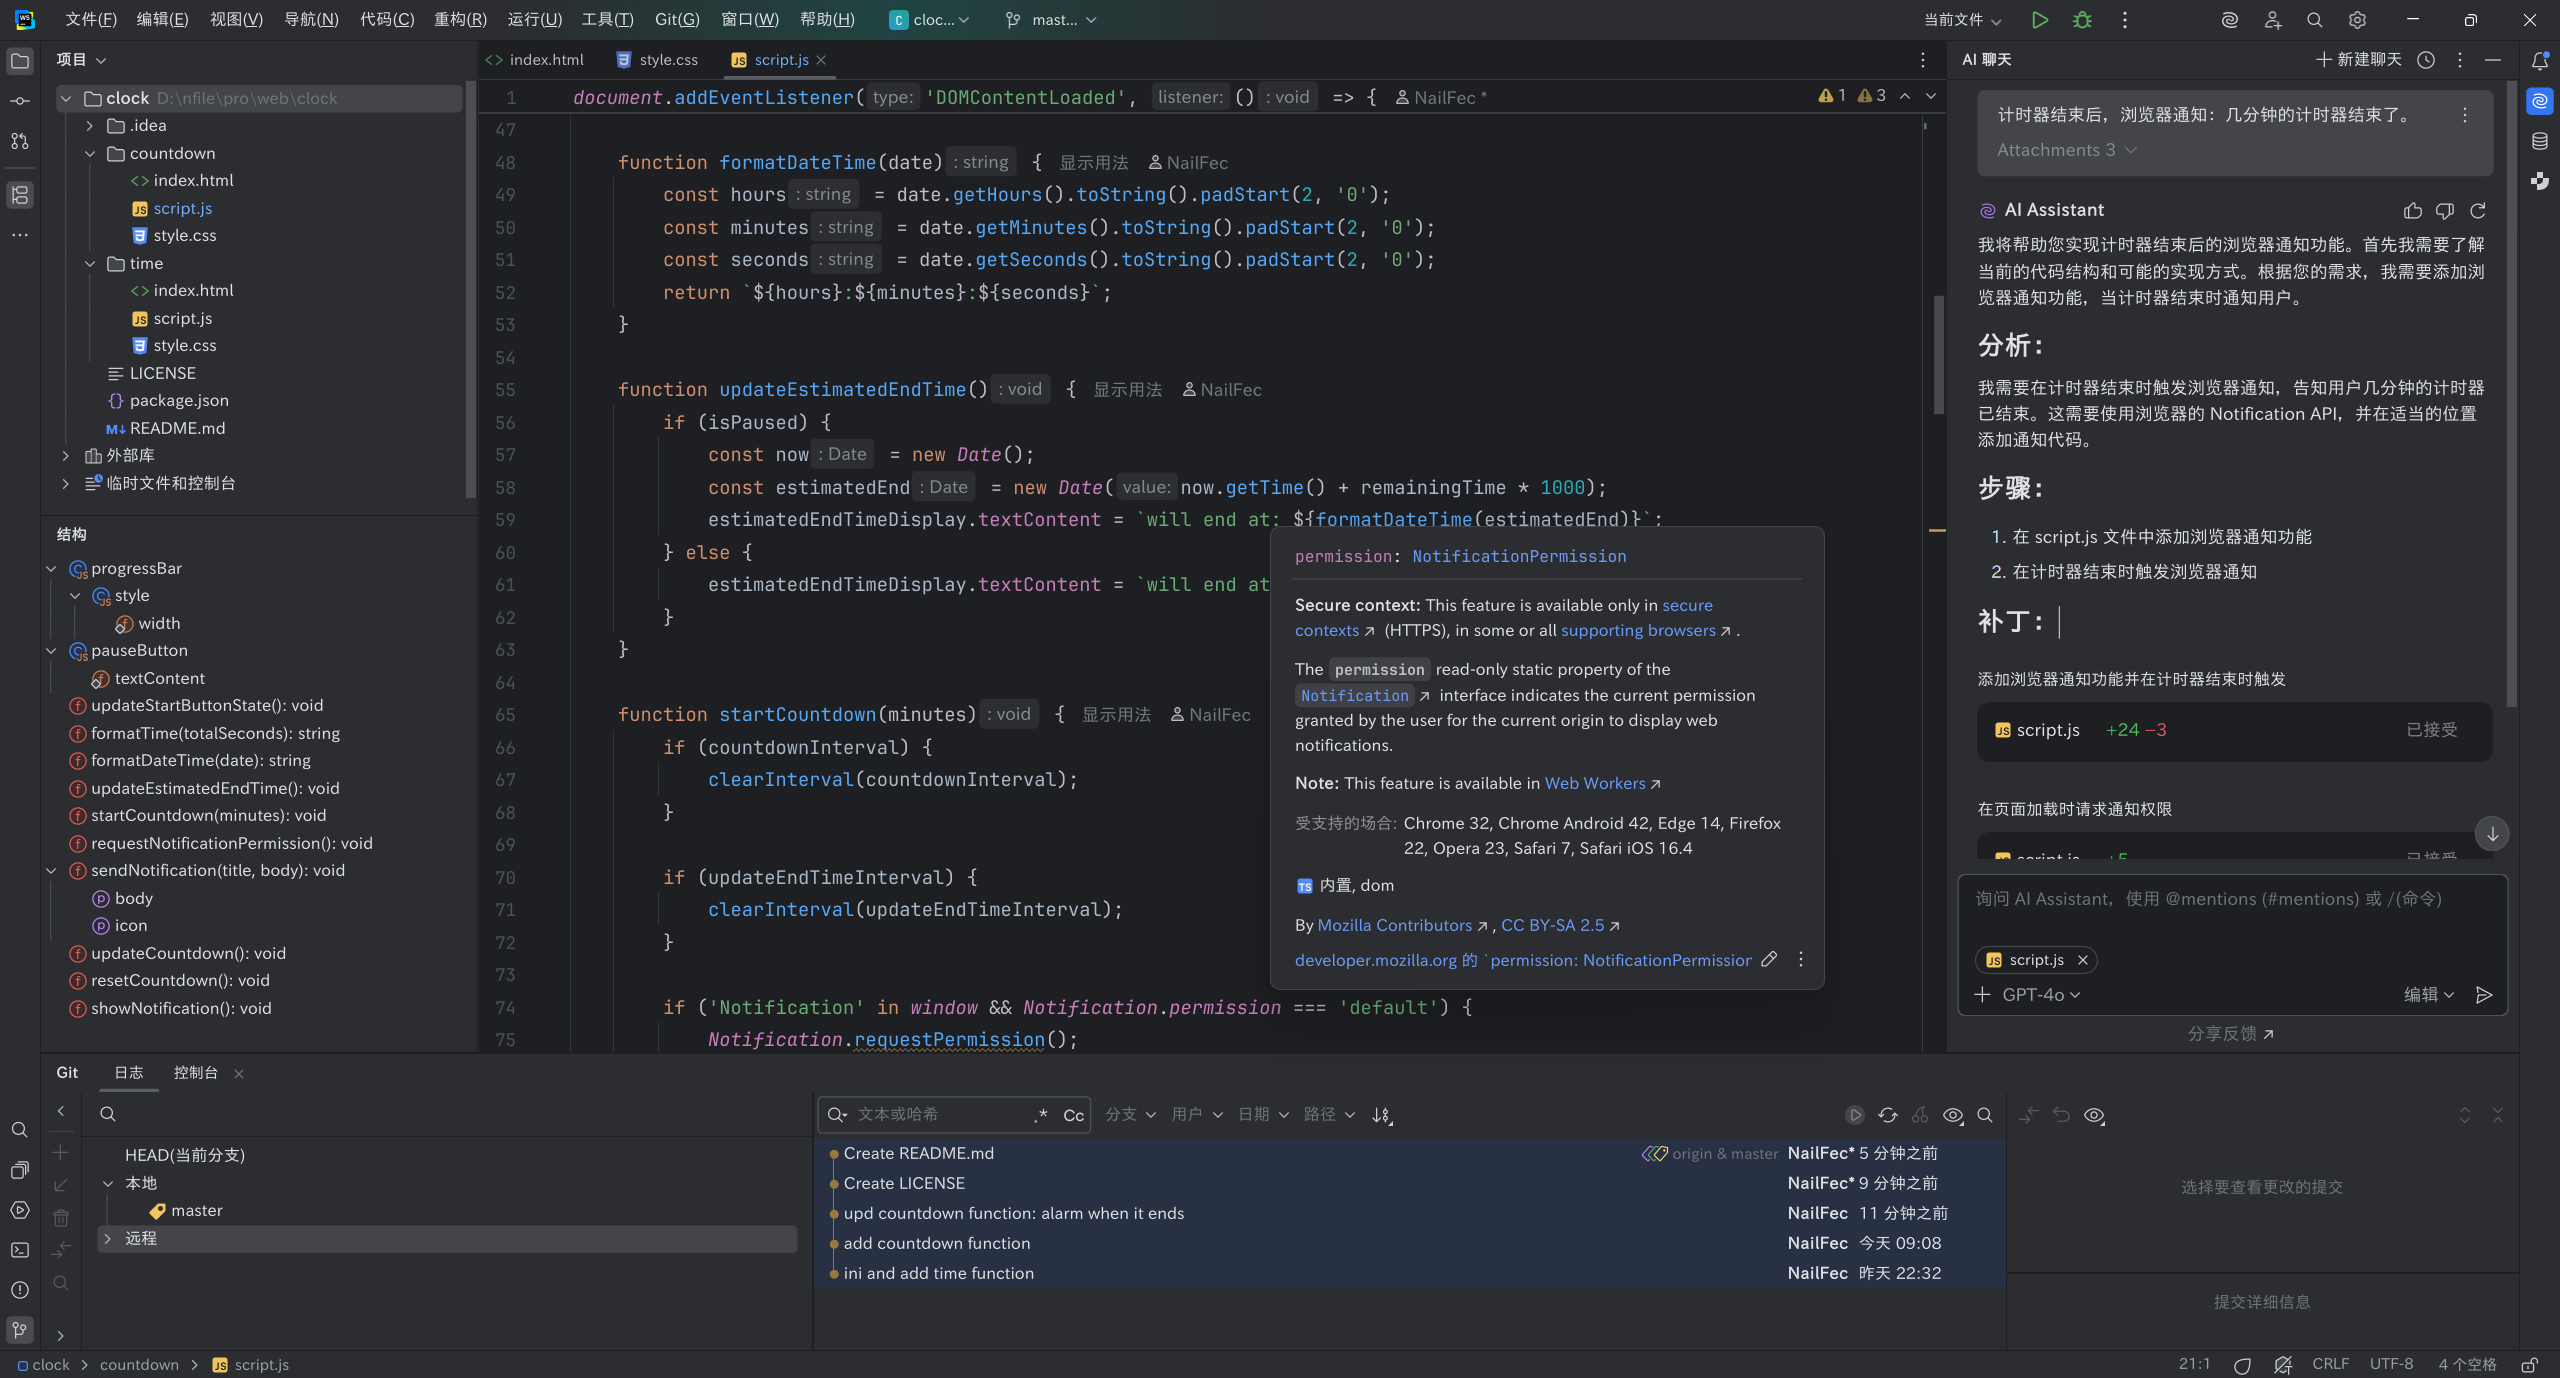 文件(F) 编辑(E) 视图(V) 导航(N) 代码(C) 重构(R) 运行(U) 工具(T) Git(G) 窗口(W) 帮助(H) C cloc... mast... 当前文件
项目
clock D:\nfile\pro\web\clock
.idea
countdown
index.html
script.js
style.css
time
index.html
script.js
style.css
LICENSE
package.json
README.md
外部库
临时文件和控制台
结构
progressBar
style
width
pauseButton
textContent
updateStartButtonState(): void
formatTime(totalSeconds): string
formatDateTime(date): string
updateEstimatedEndTime(): void
startCountdown(minutes): void
requestNotificationPermission(): void
sendNotification(title, body): void
body
icon
updateCountdown(): void
resetCountdown(): void
showNotification(): void
index.html style.css script.js
1 document.addEventListener( type: 'DOMContentLoaded', listener: () : void => { NailFec * 1 3
47
48 function formatDateTime(date) : string { 显示用法 NailFec
49 const hours : string = date.getHours().toString().padStart(2, '0');
50 const minutes : string = date.getMinutes().toString().padStart(2, '0');
51 const seconds : string = date.getSeconds().toString().padStart(2, '0');
52 return `${hours}:${minutes}:${seconds}`;
53 }
54
55 function updateEstimatedEndTime() : void { 显示用法 NailFec
56 if (isPaused) {
57 const now : Date = new Date();
58 const estimatedEnd : Date = new Date( value: now.getTime() + remainingTime * 1000);
59 estimatedEndTimeDisplay.textContent = `will end at: ${formatDateTime(estimatedEnd)}`;
60 } else {
61 estimatedEndTimeDisplay.textContent = `will end at
62 }
63 }
64
65 function startCountdown(minutes) : void { 显示用法 NailFec
66 if (countdownInterval) {
67 clearInterval(countdownInterval);
68 }
69
70 if (updateEndTimeInterval) {
71 clearInterval(updateEndTimeInterval);
72 }
73
74 if ('Notification' in window && Notification.permission === 'default') {
75 Notification.requestPermission();
permission: NotificationPermission
Secure context: This feature is available only in secure
contexts (HTTPS), in some or all supporting browsers .
The permission read-only static property of the
Notification interface indicates the current permission
granted by the user for the current origin to display web
notifications.
Note: This feature is available in Web Workers
受支持的场合: Chrome 32, Chrome Android 42, Edge 14, Firefox
22, Opera 23, Safari 7, Safari iOS 16.4
TS 内置, dom
By Mozilla Contributors , CC BY-SA 2.5
developer.mozilla.org 的 `permission: NotificationPermission
AI 聊天 新建聊天
计时器结束后，浏览器通知：几分钟的计时器结束了。
Attachments 3
AI Assistant
我将帮助您实现计时器结束后的浏览器通知功能。首先我需要了解
当前的代码结构和可能的实现方式。根据您的需求，我需要添加浏
览器通知功能，当计时器结束时通知用户。
分析：
我需要在计时器结束时触发浏览器通知，告知用户几分钟的计时器
已结束。这需要使用浏览器的 Notification API，并在适当的位置
添加通知代码。
步骤：
1. 在 script.js 文件中添加浏览器通知功能
2. 在计时器结束时触发浏览器通知
补丁：
添加浏览器通知功能并在计时器结束时触发
script.js +24 −3 已接受
在页面加载时请求通知权限
script.js +5 已接受
询问 AI Assistant，使用 @mentions (#mentions) 或 /(命令)
script.js
GPT-4o 编辑
分享反馈
Git 日志 控制台
HEAD(当前分支)
本地
master
远程
文本或哈希 .* Cc 分支 用户 日期 路径
Create README.md origin & master NailFec* 5 分钟之前
Create LICENSE NailFec* 9 分钟之前
upd countdown function: alarm when it ends NailFec 11 分钟之前
add countdown function NailFec 今天 09:08
ini and add time function NailFec 昨天 22:32
选择要查看更改的提交
提交详细信息
clock countdown script.js 21:1 CRLF UTF-8 4 个空格